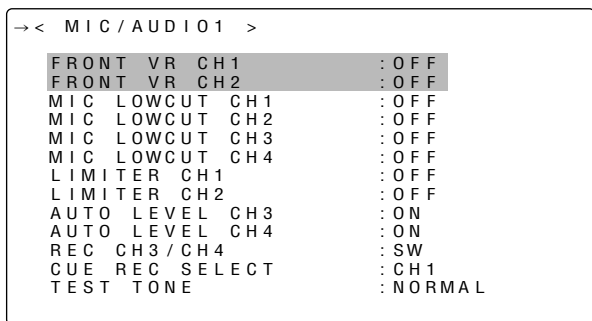 →< MIC/AUDIO1 >
FRONT VR CH1 :OFF
FRONT VR CH2 :OFF
MIC LOWCUT CH1 :OFF
MIC LOWCUT CH2 :OFF
MIC LOWCUT CH3 :OFF
MIC LOWCUT CH4 :OFF
LIMITER CH1 :OFF
LIMITER CH2 :OFF
AUTO LEVEL CH3 :ON
AUTO LEVEL CH4 :ON
REC CH3/CH4 :SW
CUE REC SELECT :CH1
TEST TONE :NORMAL